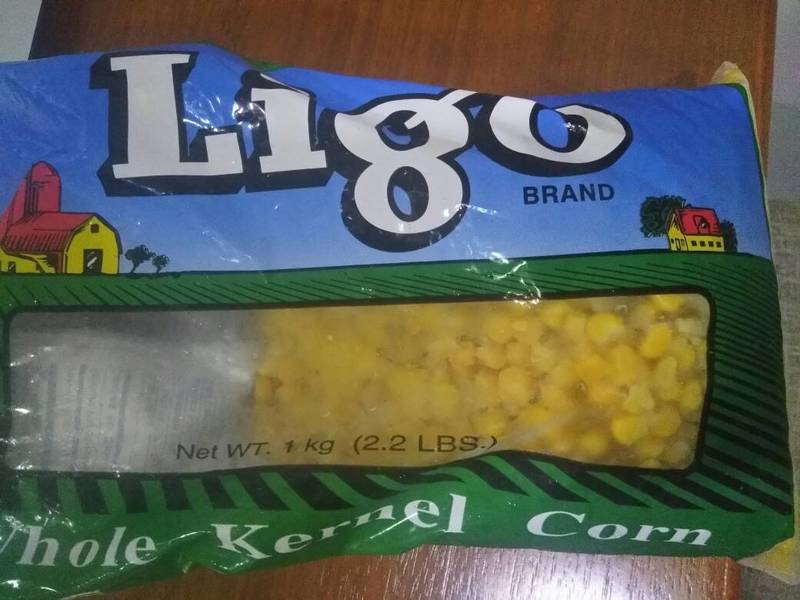 Ligo
BRAND
Net WT. 1 kg (2.2 LBS.)
hole Kernel Corn